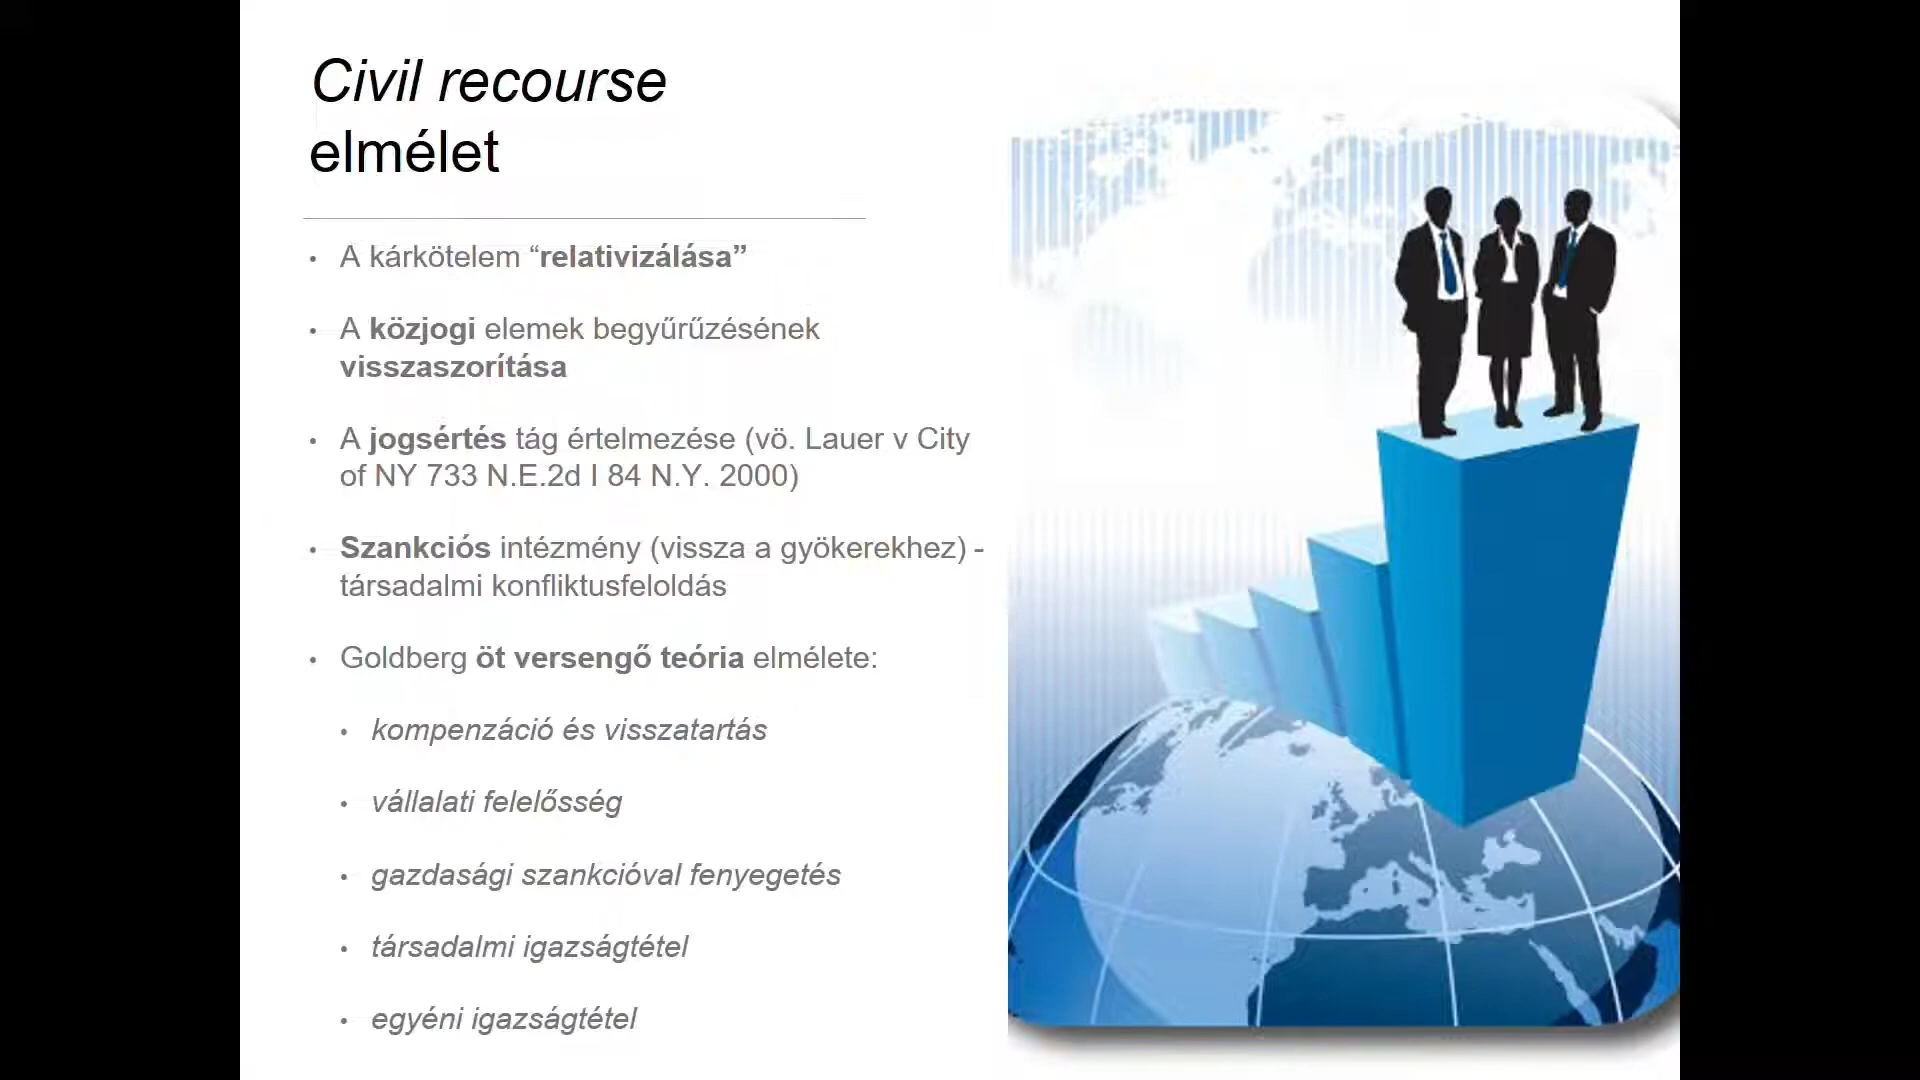 Civil recourse
elmélet
• A kárkötelem “relativizálása”
• A közjogi elemek begyűrűzésének
visszaszorítása
• A jogsértés tág értelmezése (vö. Lauer v City
of NY 733 N.E.2d I 84 N.Y. 2000)
• Szankciós intézmény (vissza a gyökerekhez) -
társadalmi konfliktusfeloldás
• Goldberg öt versengő teória elmélete:
• kompenzáció és visszatartás
• vállalati felelősség
• gazdasági szankcióval fenyegetés
• társadalmi igazságtétel
• egyéni igazságtétel